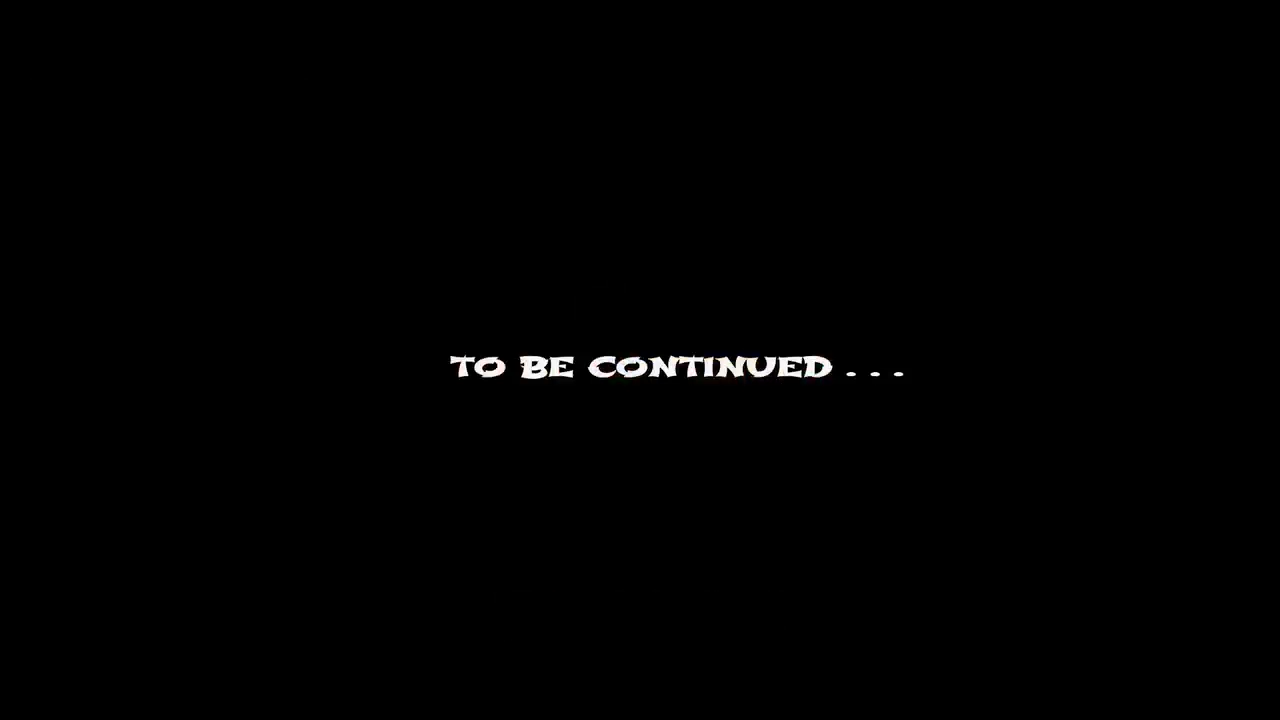 TO BE CONTINUED . . .